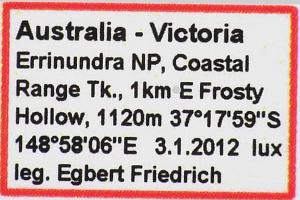 Australia - Victoria
Errinundra NP, Coastal
Range Tk., 1km E Frosty
Hollow, 1120m 37°17'59"S
148°58'06"E 3.1.2012 lux
leg. Egbert Friedrich